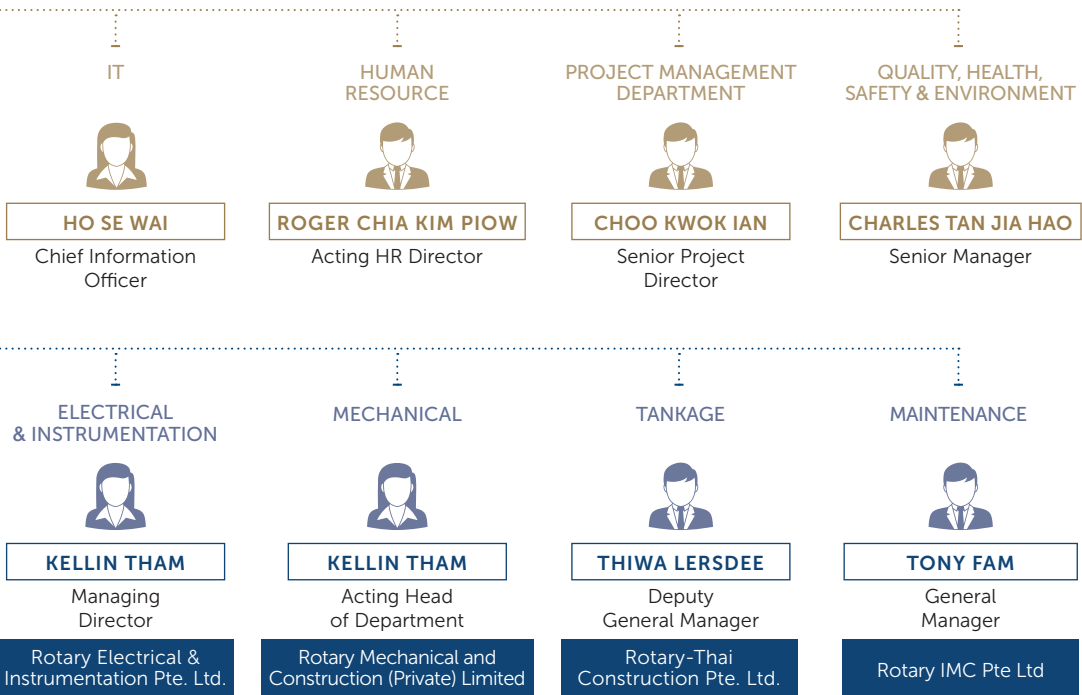 IT
HUMAN
RESOURCE
PROJECT MANAGEMENT
DEPARTMENT
QUALITY, HEALTH,
SAFETY & ENVIRONMENT
HO SE WAI
ROGER CHIA KIM PIOW
CHOO KWOK IAN
CHARLES TAN JIA HAO
Chief Information
Officer
Acting HR Director
Senior Project
Director
Senior Manager
ELECTRICAL
& INSTRUMENTATION
MECHANICAL
TANKAGE
MAINTENANCE
KELLIN THAM
KELLIN THAM
THIWA LERSDEE
TONY FAM
Managing
Director
Acting Head
of Department
Deputy
General Manager
General
Manager
Rotary Electrical &
Instrumentation Pte. Ltd.
Rotary Mechanical and
Construction (Private) Limited
Rotary-Thai
Construction Pte. Ltd.
Rotary IMC Pte Ltd